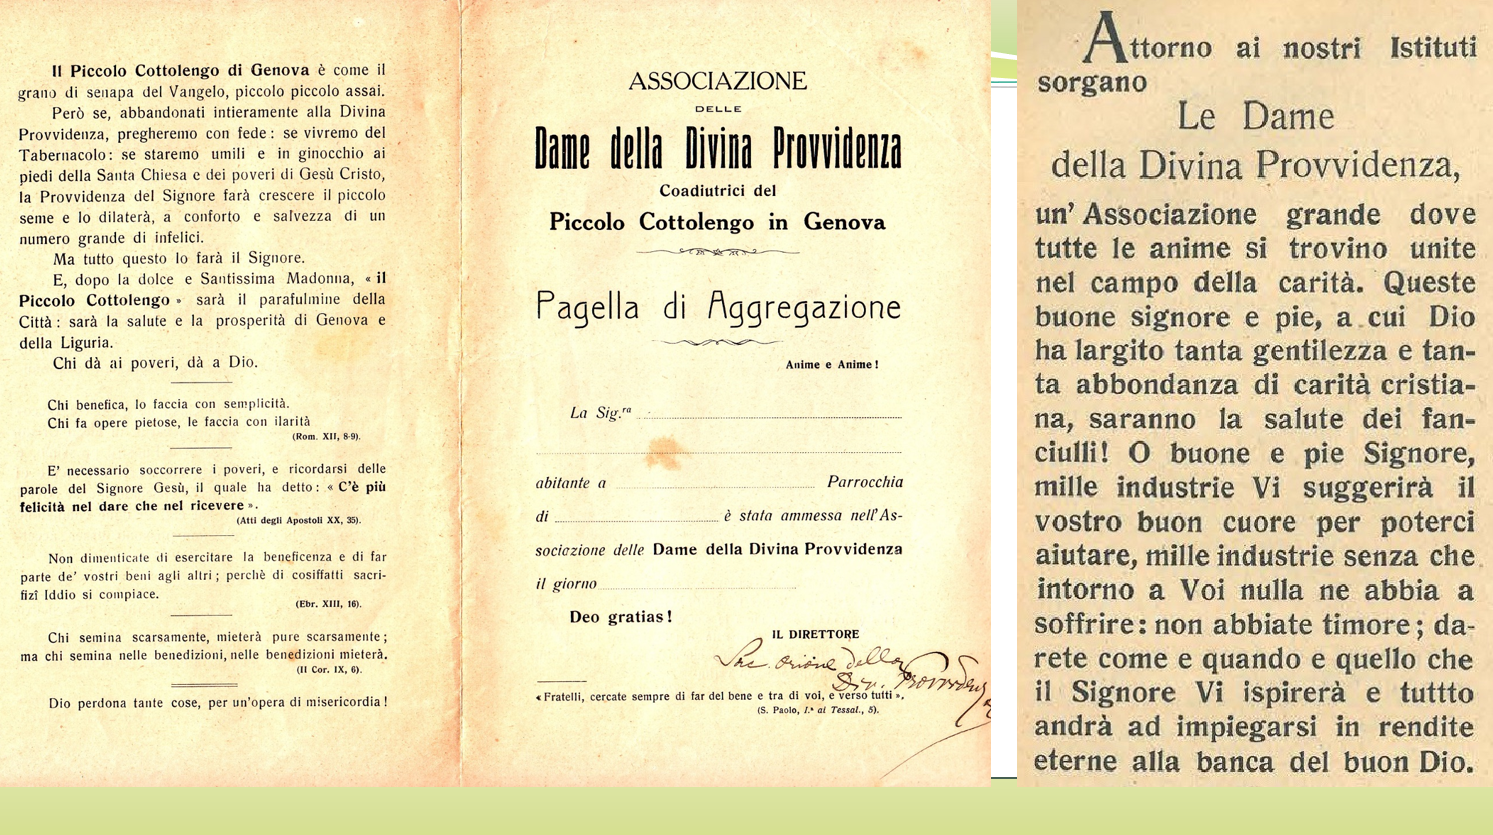 Il Piccolo Cottolengo di Genova è come il
grano di senapa del Vangelo, piccolo piccolo assai.
Però se, abbandonati intieramente alla Divina
Provvidenza, pregheremo con fede : se vivremo del
Tabernacolo : se staremo umili e in ginocchio ai
piedi della Santa Chiesa e dei poveri di Gesù Cristo,
la Provvidenza del Signore farà crescere il piccolo
seme e lo dilaterà, a conforto e salvezza di un
numero grande di infelici.
Ma tutto questo lo farà il Signore.
E, dopo la dolce e Santissima Madonna, « il
Piccolo Cottolengo » sarà il parafulmine della
Città : sarà la salute e la prosperità di Genova e
della Liguria.
Chi dà ai poveri, dà a Dio.
Chi benefica, lo faccia con semplicità.
Chi fa opere pietose, le faccia con ilarità
(Rom. XII, 8-9).
E' necessario soccorrere i poveri, e ricordarsi delle
parole del Signore Gesù, il quale ha detto : « C'è più
felicità nel dare che nel ricevere ».
(Atti degli Apostoli XX, 35).
Non dimenticate di esercitare la beneficenza e di far
parte de' vostri beni agli altri ; perchè di cosiffatti sacri-
fizî Iddio si compiace.
(Ebr. XIII, 16).
Chi semina scarsamente, mieterà pure scarsamente ;
ma chi semina nelle benedizioni, nelle benedizioni mieterà.
(II Cor. IX, 6).
Dio perdona tante cose, per un'opera di misericordia !
ASSOCIAZIONE
DELLE
Dame della Divina Provvidenza
Coadiutrici del
Piccolo Cottolengo in Genova
Pagella di Aggregazione
Anime e Anime !
La Sig.ra
abitante a Parrocchia
di è stata ammessa nell'As-
sociazione delle Dame della Divina Provvidenza
il giorno
Deo gratias !
IL DIRETTORE
Sac. Orione della
Div. Provvidenza
« Fratelli, cercate sempre di far del bene e tra di voi, e verso tutti ».
(S. Paolo, I.ª ai Tessal., 5).
Attorno ai nostri Istituti
sorgano
Le Dame
della Divina Provvidenza,
un' Associazione grande dove
tutte le anime si trovino unite
nel campo della carità. Queste
buone signore e pie, a cui Dio
ha largito tanta gentilezza e tan-
ta abbondanza di carità cristia-
na, saranno la salute dei fan-
ciulli! O buone e pie Signore,
mille industrie Vi suggerirà il
vostro buon cuore per poterci
aiutare, mille industrie senza che
intorno a Voi nulla ne abbia a
soffrire : non abbiate timore ; da-
rete come e quando e quello che
il Signore Vi ispirerà e tuttto
andrà ad impiegarsi in rendite
eterne alla banca del buon Dio.